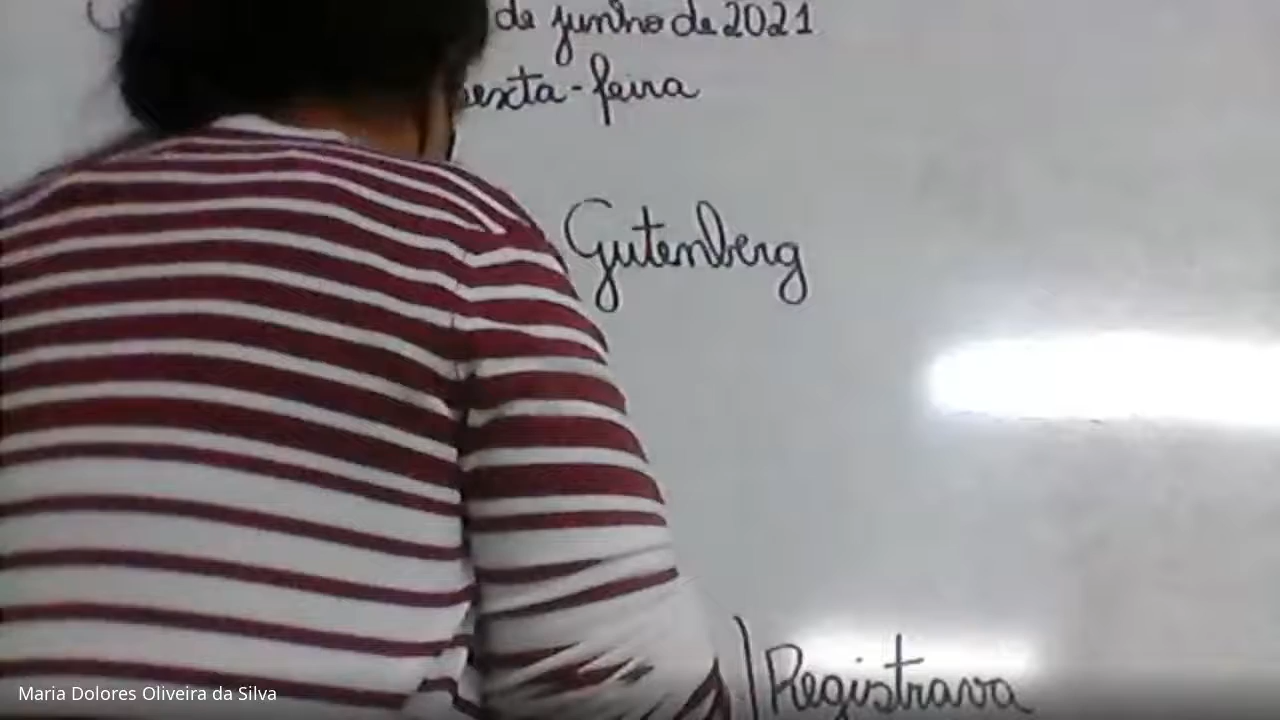 de junho de 2021
sexta-feira
Gutenberg
Registrava
Maria Dolores Oliveira da Silva